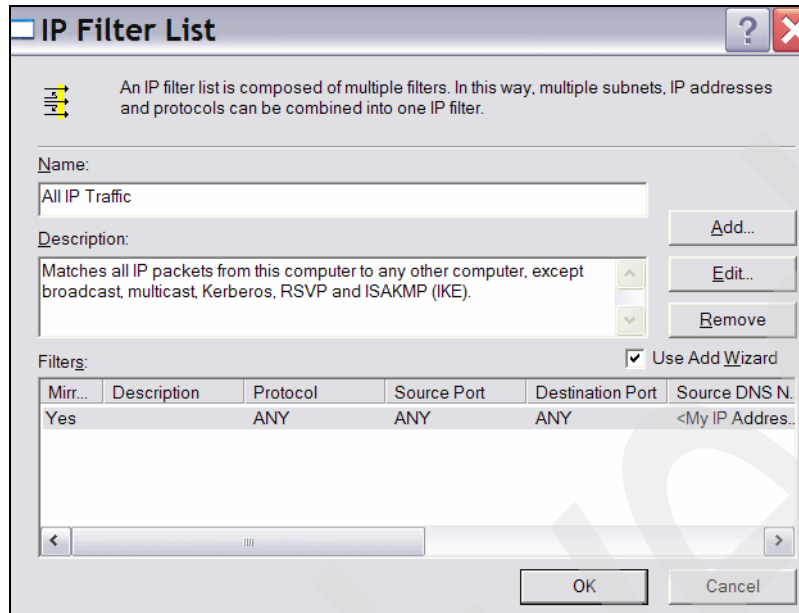 IP Filter List
?
An IP filter list is composed of multiple filters. In this way, multiple subnets, IP addresses
and protocols can be combined into one IP filter.
Name:
All IP Traffic
Add...
Description:
Matches all IP packets from this computer to any other computer, except
broadcast, multicast, Kerberos, RSVP and ISAKMP (IKE).
Edit...
Remove
Filters:
Use Add Wizard
Mirr... Description Protocol Source Port Destination Port Source DNS N.
Yes ANY ANY ANY <My IP Addres..
OK Cancel